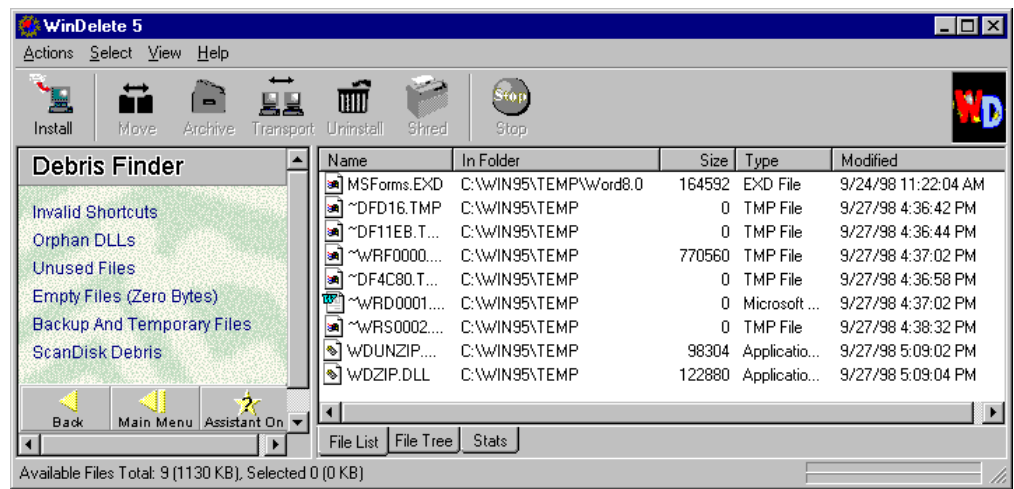 WinDelete 5
Actions Select View Help
Install Move Archive Transport Uninstall Shred Stop
Stop
WD
Debris Finder
Invalid Shortcuts
Orphan DLLs
Unused Files
Empty Files (Zero Bytes)
Backup And Temporary Files
ScanDisk Debris
Back Main Menu Assistant On
Name In Folder Size Type Modified
MSForms.EXD C:\WIN95\TEMP\Word8.0 164592 EXD File 9/24/98 11:22:04 AM
~DFD16.TMP C:\WIN95\TEMP 0 TMP File 9/27/98 4:36:42 PM
~DF11EB.T... C:\WIN95\TEMP 0 TMP File 9/27/98 4:36:44 PM
~WRF0000.... C:\WIN95\TEMP 770560 TMP File 9/27/98 4:37:02 PM
~DF4C80.T... C:\WIN95\TEMP 0 TMP File 9/27/98 4:36:58 PM
~WRD0001.... C:\WIN95\TEMP 0 Microsoft ... 9/27/98 4:37:02 PM
~WRS0002.... C:\WIN95\TEMP 0 TMP File 9/27/98 4:38:32 PM
WDUNZIP.... C:\WIN95\TEMP 98304 Applicatio... 9/27/98 5:09:02 PM
WDZIP.DLL C:\WIN95\TEMP 122880 Applicatio... 9/27/98 5:09:04 PM
File List File Tree Stats
Available Files Total: 9 (1130 KB), Selected 0 (0 KB)